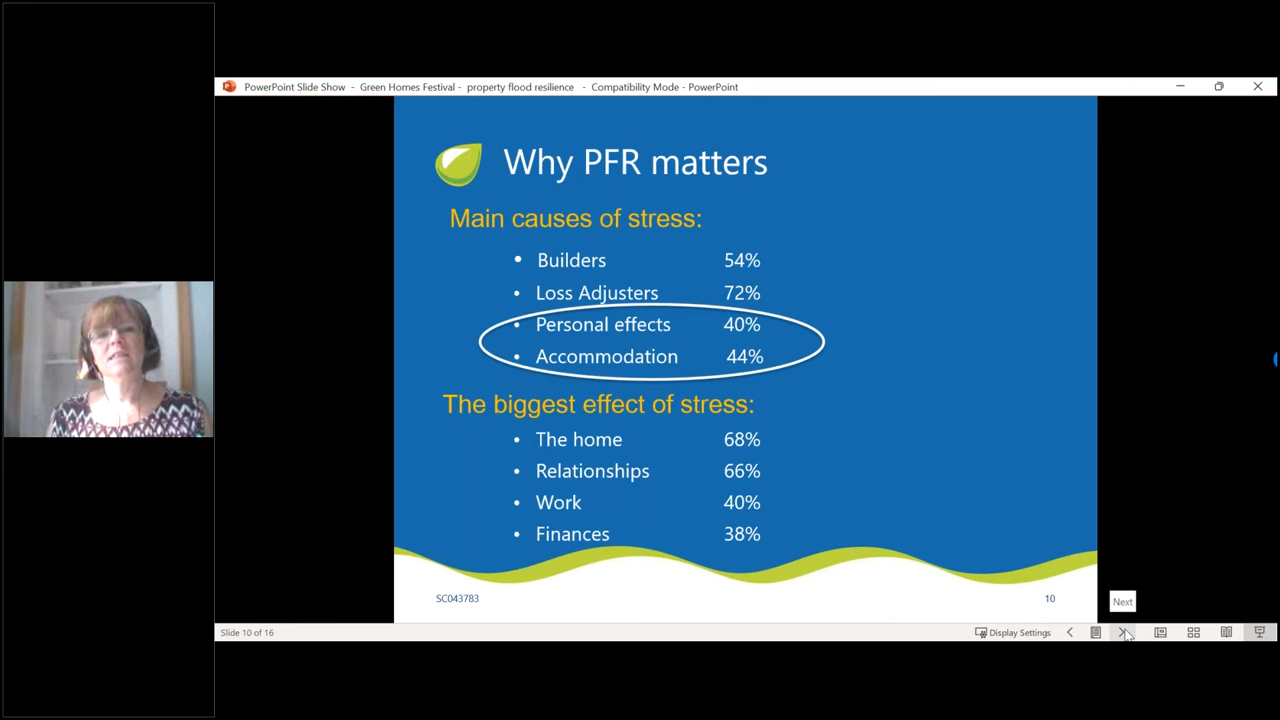 PowerPoint Slide Show - Green Homes Festival - property flood resilience - Compatibility Mode - PowerPoint
Why PFR matters
Main causes of stress:
• Builders 54%
• Loss Adjusters 72%
• Personal effects 40%
• Accommodation 44%
The biggest effect of stress:
• The home 68%
• Relationships 66%
• Work 40%
• Finances 38%
SC043783 10
Next
Slide 10 of 16 Display Settings